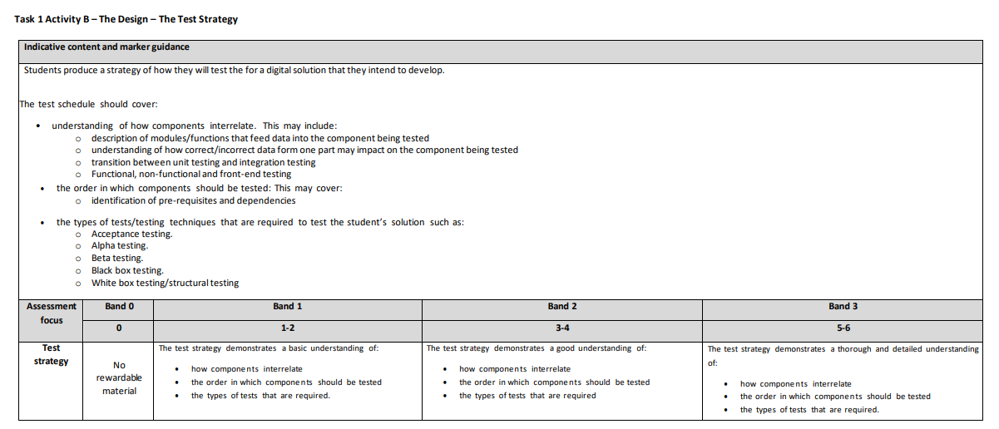 Task 1 Activity B – The Design – The Test Strategy
Indicative content and marker guidance
Students produce a strategy of how they will test the for a digital solution that they intend to develop.
The test schedule should cover:
• understanding of how components interrelate. This may include:
o description of modules/functions that feed data into the component being tested
o understanding of how correct/incorrect data form one part may impact on the component being tested
o transition between unit testing and integration testing
o Functional, non-functional and front-end testing
• the order in which components should be tested: This may cover:
o identification of pre-requisites and dependencies
• the types of tests/testing techniques that are required to test the student’s solution such as:
o Acceptance testing.
o Alpha testing.
o Beta testing.
o Black box testing.
o White box testing/structural testing
Assessment
focus
Band 0
Band 1
Band 2
Band 3
0
1-2
3-4
5-6
Test
strategy
No
rewardable
material
The test strategy demonstrates a basic understanding of:
• how components interrelate
• the order in which components should be tested
• the types of tests that are required.
The test strategy demonstrates a good understanding of:
• how components interrelate
• the order in which components should be tested
• the types of tests that are required
The test strategy demonstrates a thorough and detailed understanding
of:
• how components interrelate
• the order in which components should be tested
• the types of tests that are required.